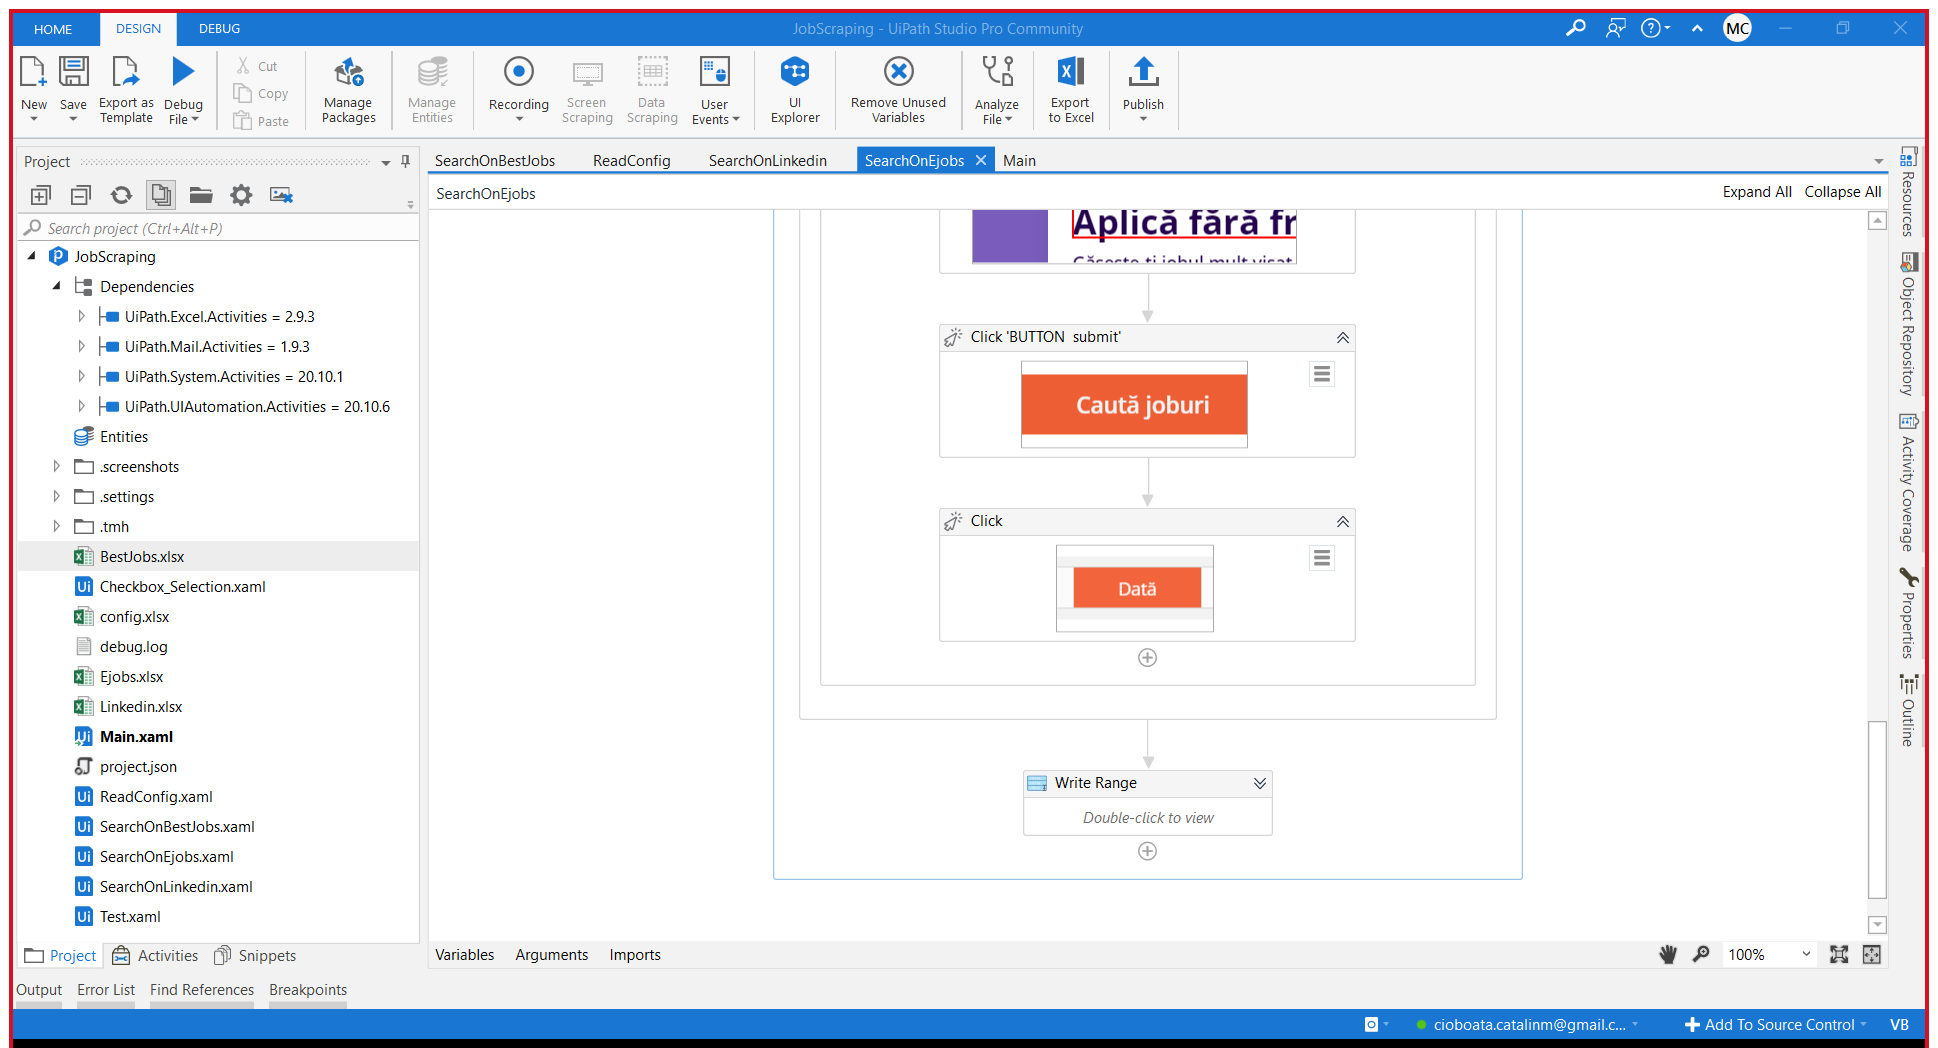 HOME DESIGN DEBUG JobScraping - UiPath Studio Pro Community MC
New Save Export as Template Debug File Cut Copy Paste Manage Packages Manage Entities Recording Screen Scraping Data Scraping User Events UI Explorer Remove Unused Variables Analyze File Export to Excel Publish
Project
Search project (Ctrl+Alt+P)
JobScraping
Dependencies
UiPath.Excel.Activities = 2.9.3
UiPath.Mail.Activities = 1.9.3
UiPath.System.Activities = 20.10.1
UiPath.UIAutomation.Activities = 20.10.6
Entities
.screenshots
.settings
.tmh
BestJobs.xlsx
Checkbox_Selection.xaml
config.xlsx
debug.log
Ejobs.xlsx
Linkedin.xlsx
Main.xaml
project.json
ReadConfig.xaml
SearchOnBestJobs.xaml
SearchOnEjobs.xaml
SearchOnLinkedin.xaml
Test.xaml
Project Activities Snippets
SearchOnBestJobs ReadConfig SearchOnLinkedin SearchOnEjobs Main
SearchOnEjobs Expand All Collapse All
Aplică fără fr
Găsește-ți jobul mult visat
Click 'BUTTON submit'
Caută joburi
Click
Dată
Write Range
Double-click to view
Variables Arguments Imports 100%
Resources
Object Repository
Activity Coverage
Properties
Outline
Output Error List Find References Breakpoints
cioboata.catalinm@gmail.c... Add To Source Control VB